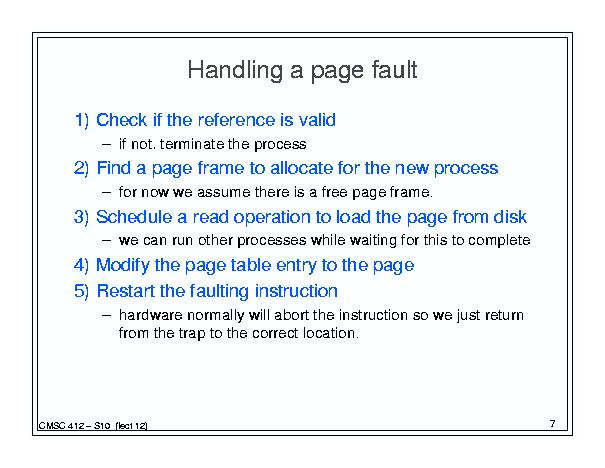 Handling a page fault
1) Check if the reference is valid
– if not, terminate the process
2) Find a page frame to allocate for the new process
– for now we assume there is a free page frame.
3) Schedule a read operation to load the page from disk
– we can run other processes while waiting for this to complete
4) Modify the page table entry to the page
5) Restart the faulting instruction
– hardware normally will abort the instruction so we just return
from the trap to the correct location.
CMSC 412 – S10 (lect 12)
7